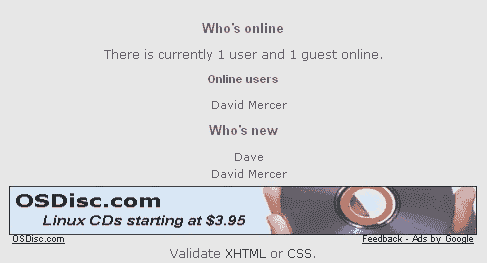 Who's online
There is currently 1 user and 1 guest online.
Online users
David Mercer
Who's new
Dave
David Mercer
OSDisc.com
Linux CDs starting at $3.95
OSDisc.com Feedback - Ads by Google
Validate XHTML or CSS.